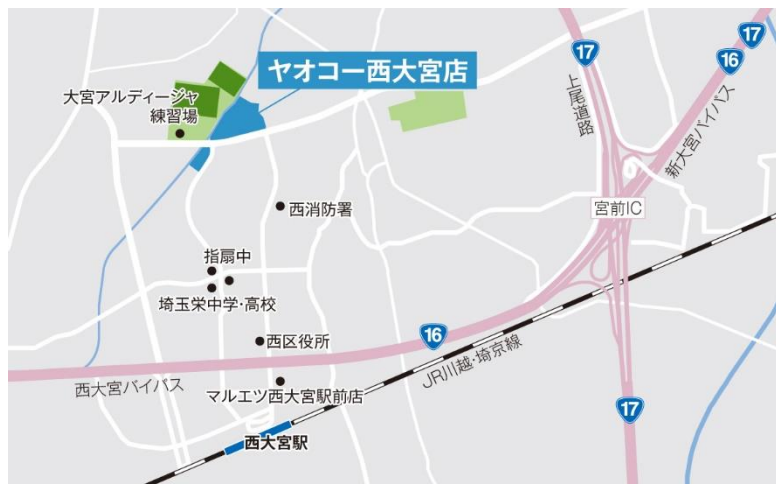 17
16
17
上尾道路
新大宮バイパス
ヤオコー西大宮店
大宮アルディージャ
練習場
西消防署
宮前IC
指扇中
埼玉栄中学・高校
西区役所
16
西大宮バイパス
マルエツ西大宮駅前店
JR川越・埼京線
17
西大宮駅